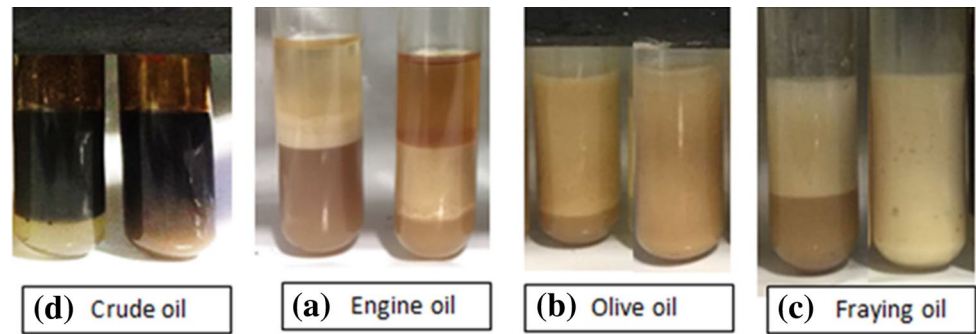 (d) Crude oil
(a) Engine oil
(b) Olive oil
(c) Fraying oil